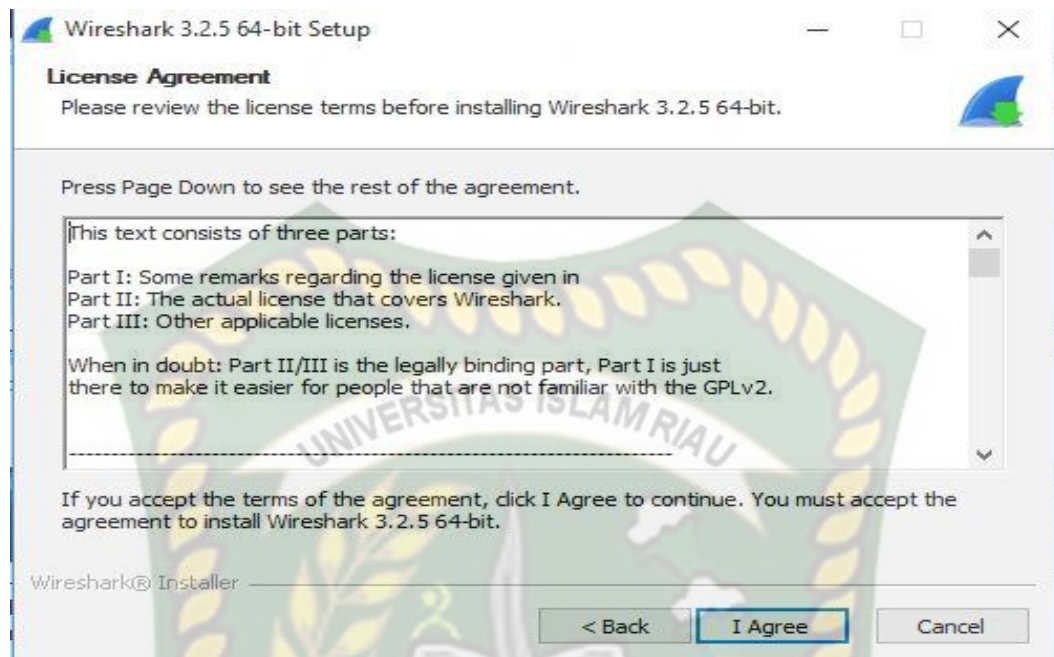 Wireshark 3.2.5 64-bit Setup
License Agreement
Please review the license terms before installing Wireshark 3.2.5 64-bit.
Press Page Down to see the rest of the agreement.
This text consists of three parts:
Part I: Some remarks regarding the license given in
Part II: The actual license that covers Wireshark.
Part III: Other applicable licenses.
When in doubt: Part II/III is the legally binding part, Part I is just
there to make it easier for people that are not familiar with the GPLv2.
UNIVERSITAS ISLAM RIAU
If you accept the terms of the agreement, click I Agree to continue. You must accept the
agreement to install Wireshark 3.2.5 64-bit.
Wireshark® Installer
< Back
I Agree
Cancel